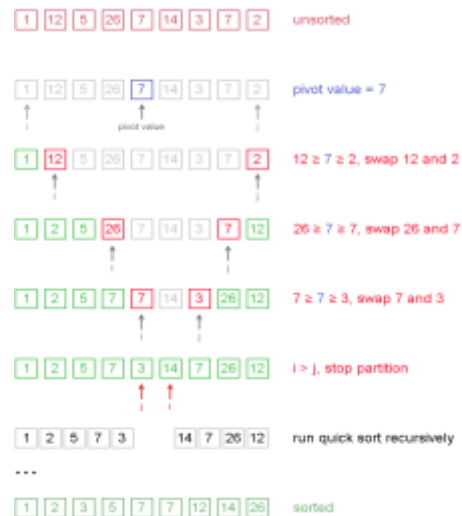 1 12 5 26 7 14 3 7 2 unsorted
1 12 5 26 7 14 3 7 2 pivot value = 7
i pivot value j
1 12 5 26 7 14 3 7 2 12 ≥ 7 ≥ 2, swap 12 and 2
i j
1 2 5 26 7 14 3 7 12 26 ≥ 7 ≥ 7, swap 26 and 7
i j
1 2 5 7 7 14 3 26 12 7 ≥ 7 ≥ 3, swap 7 and 3
i j
1 2 5 7 3 14 7 26 12 i > j, stop partition
1 2 5 7 3 14 7 26 12 run quick sort recursively
...
1 2 3 5 7 7 12 14 26 sorted